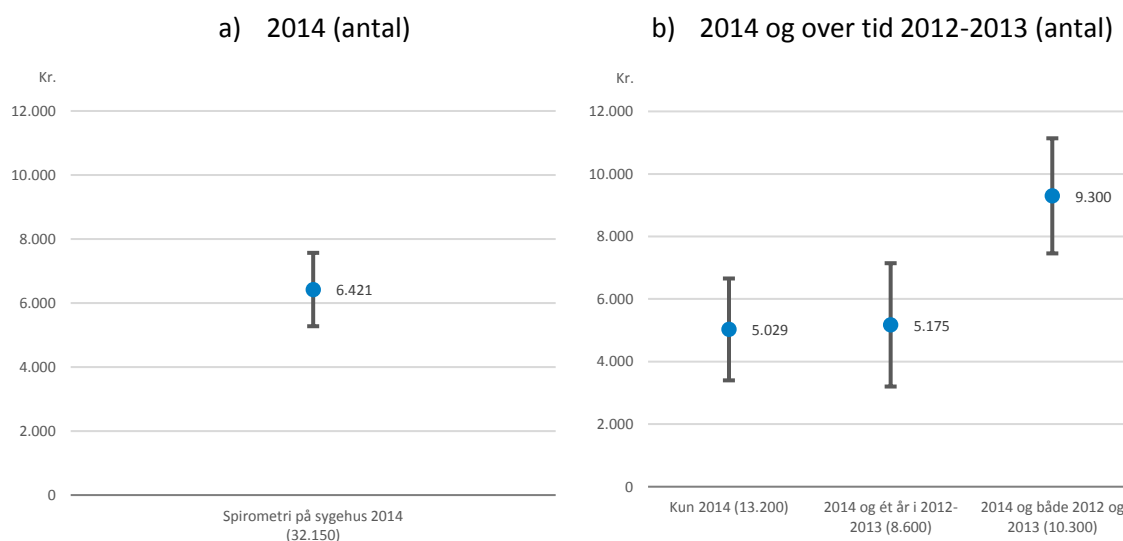 a) 2014 (antal)
Kr.
12.000
10.000
8.000
6.000
4.000
2.000
0
6.421
Spirometri på sygehus 2014
(32.150)
b) 2014 og over tid 2012-2013 (antal)
Kr.
12.000
10.000
8.000
6.000
4.000
2.000
0
5.029
5.175
9.300
Kun 2014 (13.200)
2014 og ét år i 2012-
2013 (8.600)
2014 og både 2012 og
2013 (10.300)